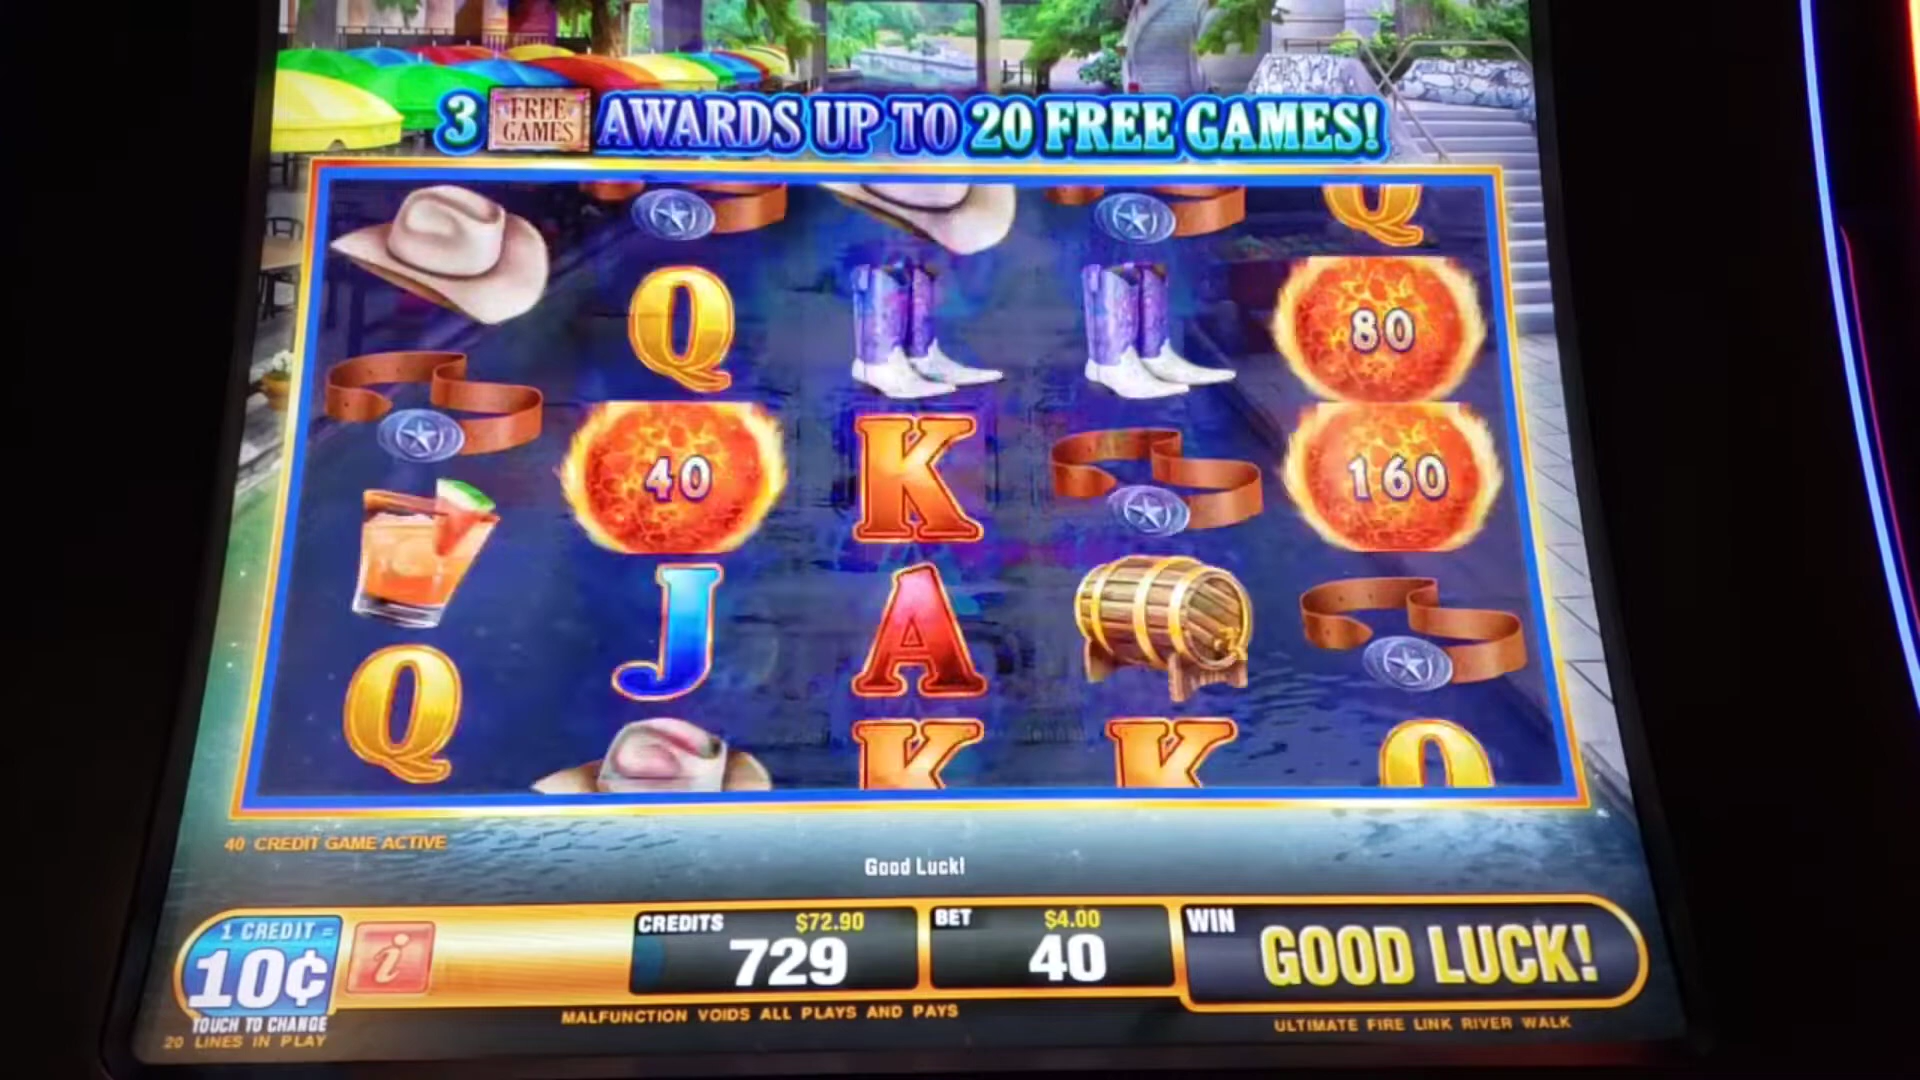 3 FREE GAMES AWARDS UP TO 20 FREE GAMES!
Q
Q
80
40
K
160
J
A
Q
K
K
Q
40 CREDIT GAME ACTIVE
Good Luck!
1 CREDIT =
10¢
TOUCH TO CHANGE
20 LINES IN PLAY
i
CREDITS $72.90
729
BET $4.00
40
WIN
GOOD LUCK!
MALFUNCTION VOIDS ALL PLAYS AND PAYS
ULTIMATE FIRE LINK RIVER WALK